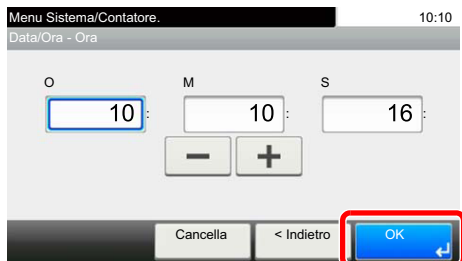 Menu Sistema/Contatore. 10:10
Data/Ora - Ora
O M S
10 : 10 : 16 :
Cancella < Indietro OK